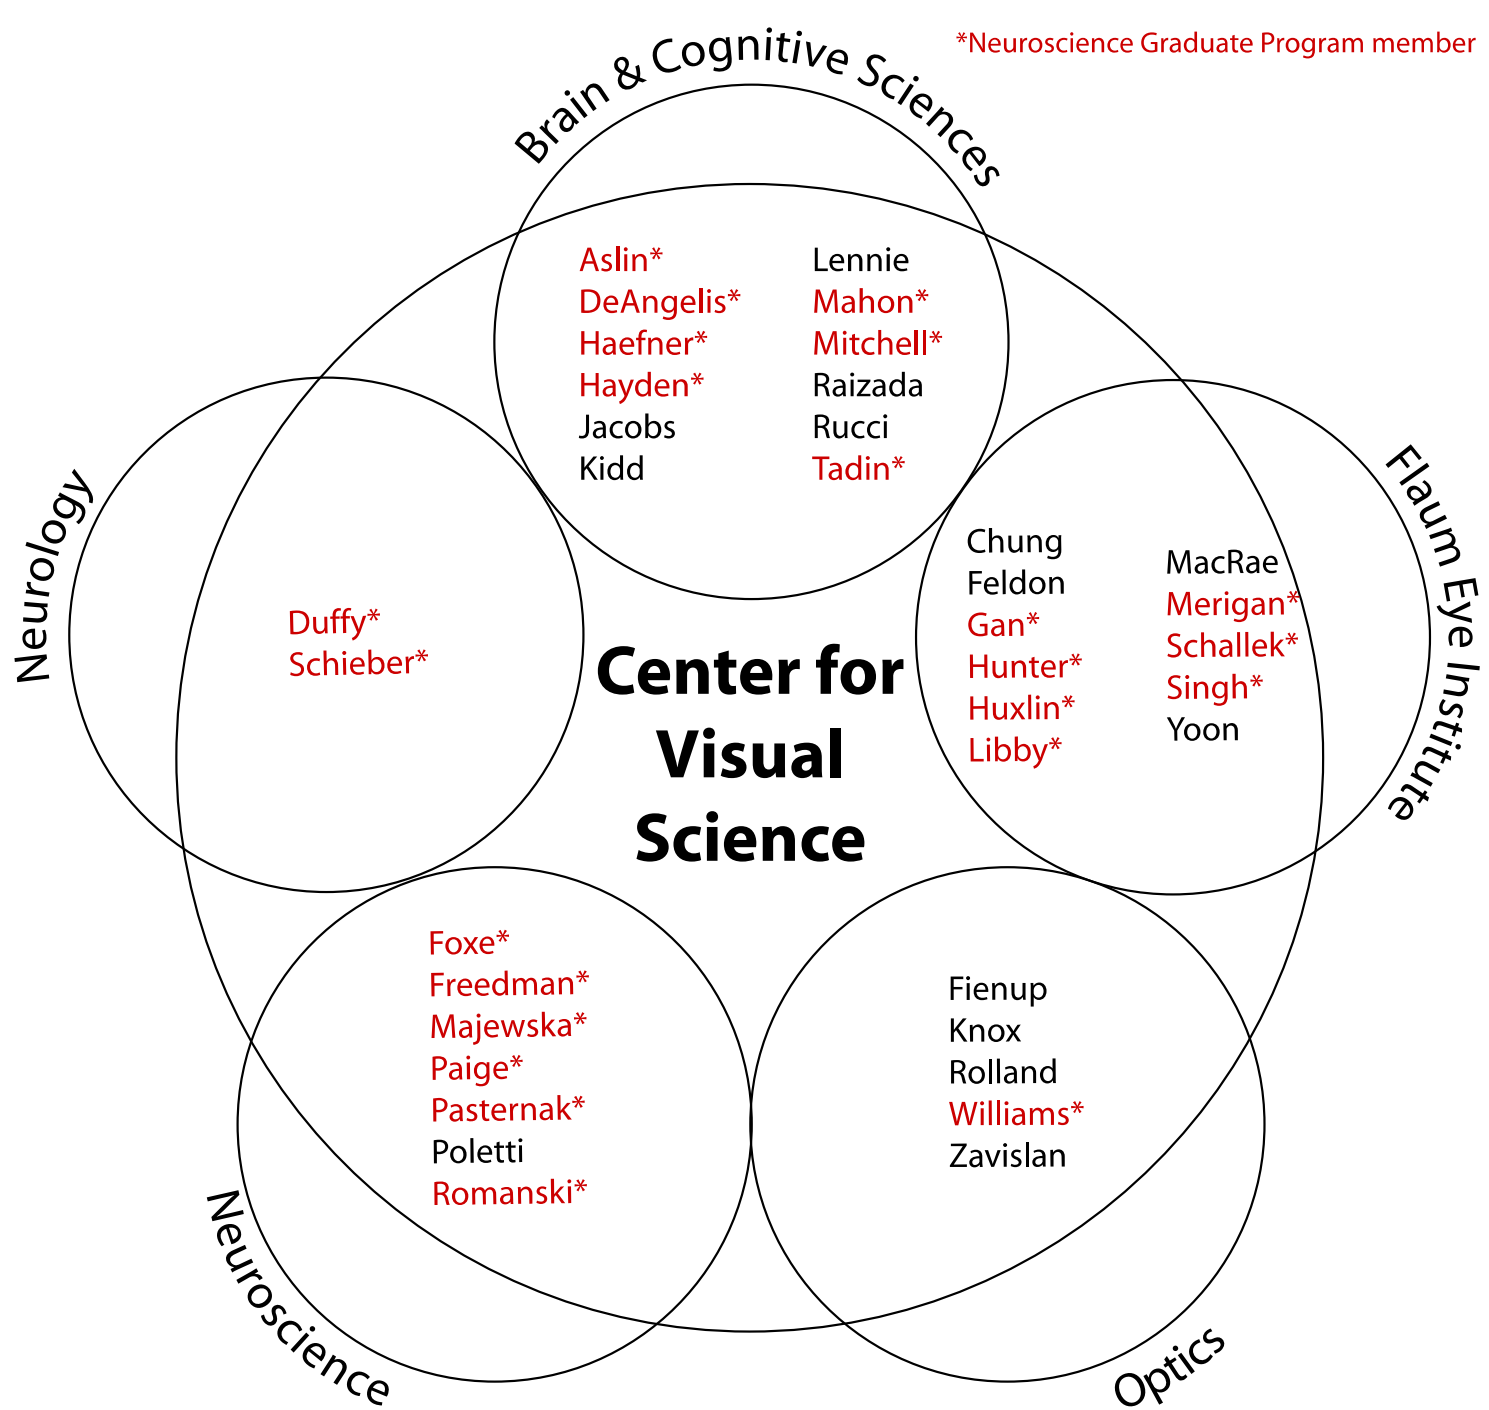 *Neuroscience Graduate Program member
Brain & Cognitive Sciences
Aslin*
DeAngelis*
Haefner*
Hayden*
Jacobs
Kidd
Lennie
Mahon*
Mitchell*
Raizada
Rucci
Tadin*
Neurology
Duffy*
Schieber*
Flaum Eye Institute
Chung
Feldon
Gan*
Hunter*
Huxlin*
Libby*
MacRae
Merigan*
Schallek*
Singh*
Yoon
Center for
Visual
Science
Neuroscience
Foxe*
Freedman*
Majewska*
Paige*
Pasternak*
Poletti
Romanski*
Optics
Fienup
Knox
Rolland
Williams*
Zavislan